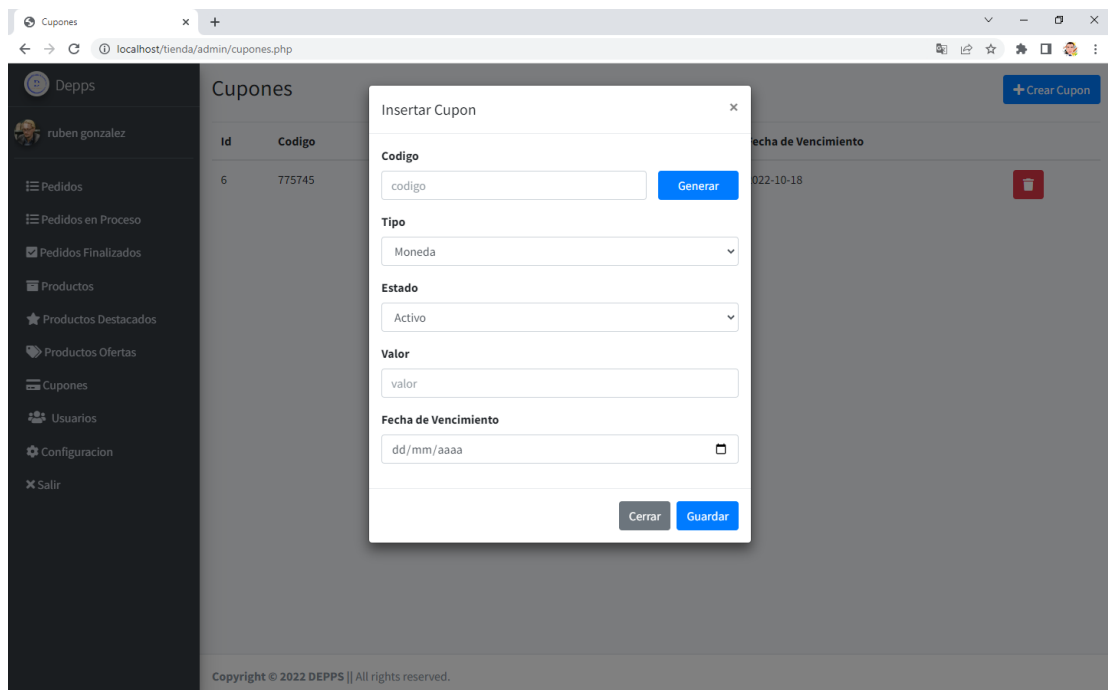 Cupones
localhost/tienda/admin/cupones.php
Depps
ruben gonzalez
Pedidos
Pedidos en Proceso
Pedidos Finalizados
Productos
Productos Destacados
Productos Ofertas
Cupones
Usuarios
Configuracion
Salir
Cupones
Crear Cupon
Id Codigo echa de Vencimiento
6 775745 022-10-18
Insertar Cupon
Codigo
codigo Generar
Tipo
Moneda
Estado
Activo
Valor
valor
Fecha de Vencimiento
dd/mm/aaaa
Cerrar Guardar
Copyright © 2022 DEPPS || All rights reserved.